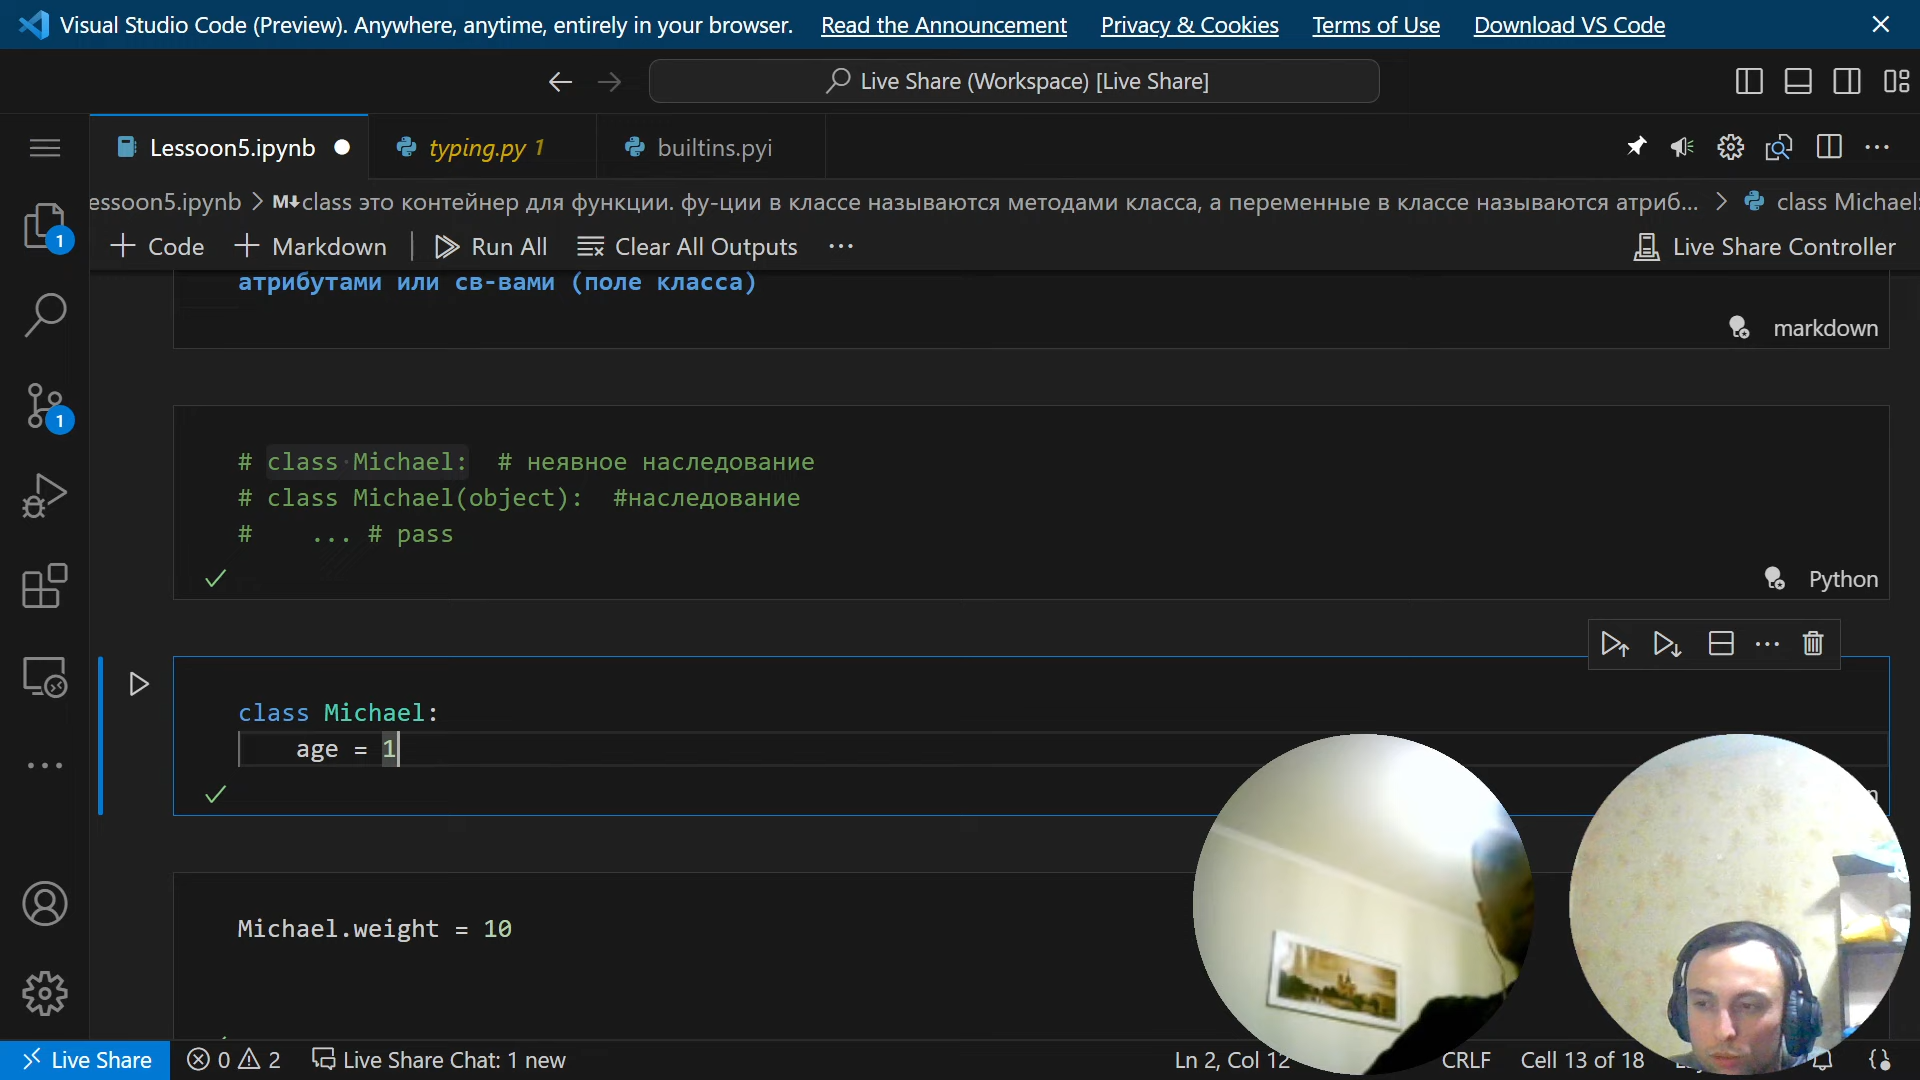 Visual Studio Code (Preview). Anywhere, anytime, entirely in your browser. Read the Announcement Privacy & Cookies Terms of Use Download VS Code
Live Share (Workspace) [Live Share]
Lessoon5.ipynb typing.py 1 builtins.pyi
essoon5.ipynb > M↓class это контейнер для функции. фу-ции в классе называются методами класса, а переменные в классе называются атриб... > class Michael
Code Markdown Run All Clear All Outputs ... Live Share Controller
атрибутами или св-вами (поле класса)
markdown
# class Michael: # неявное наследование
# class Michael(object): #наследование
# ... # pass
Python
class Michael:
age = 1
Michael.weight = 10
1
1
Live Share 0 2 Live Share Chat: 1 new Ln 2, Col 12 CRLF Cell 13 of 18